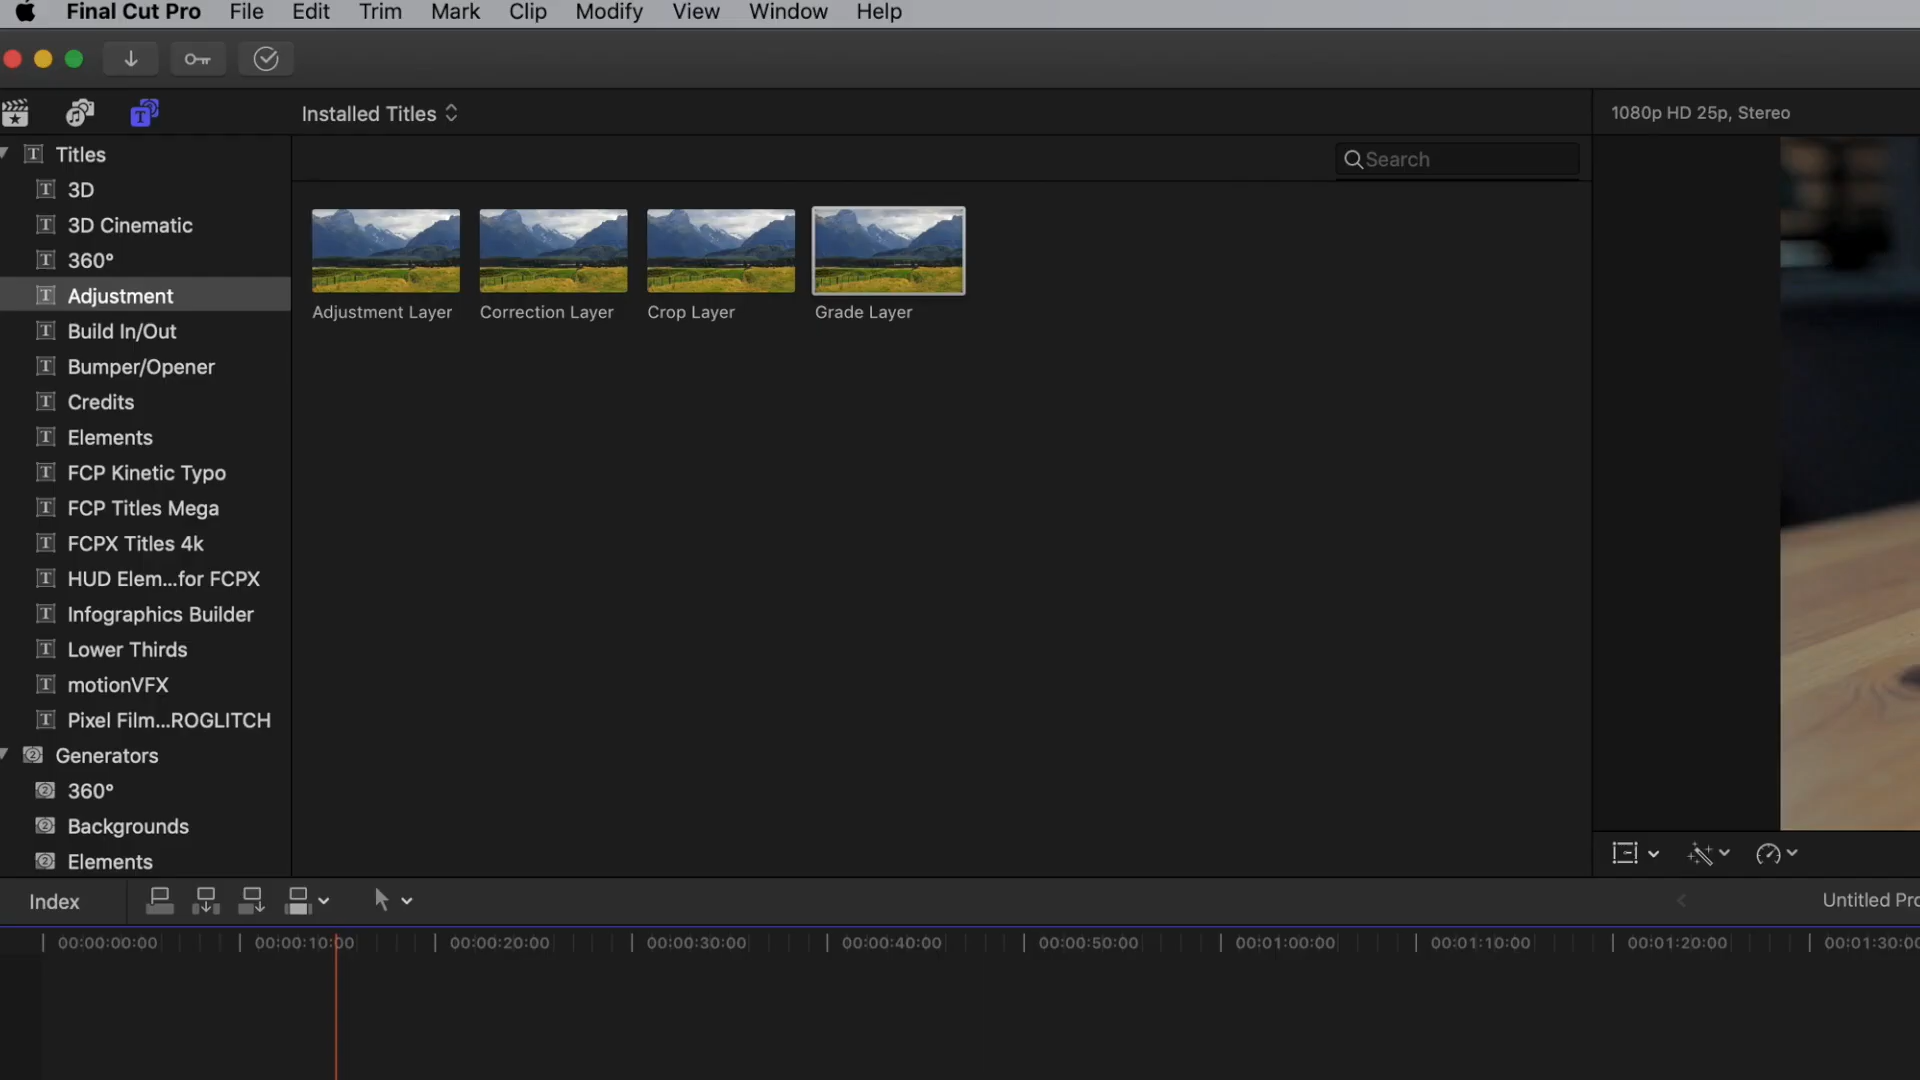 Final Cut Pro File Edit Trim Mark Clip Modify View Window Help
Installed Titles
1080p HD 25p, Stereo
Search
Titles
3D
3D Cinematic
360°
Adjustment
Build In/Out
Bumper/Opener
Credits
Elements
FCP Kinetic Typo
FCP Titles Mega
FCPX Titles 4k
HUD Elem...for FCPX
Infographics Builder
Lower Thirds
motionVFX
Pixel Film...ROGLITCH
Generators
360°
Backgrounds
Elements
Adjustment Layer
Correction Layer
Crop Layer
Grade Layer
Index
Untitled Pro
00:00:00:00 00:00:10:00 00:00:20:00 00:00:30:00 00:00:40:00 00:00:50:00 00:01:00:00 00:01:10:00 00:01:20:00 00:01:30:00